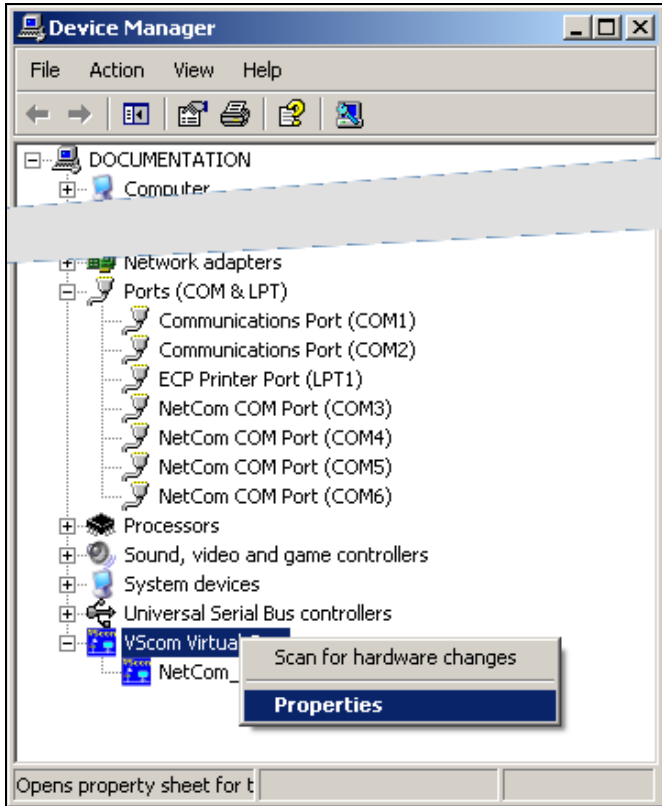 Device Manager
File Action View Help
DOCUMENTATION
Computer
Network adapters
Ports (COM & LPT)
Communications Port (COM1)
Communications Port (COM2)
ECP Printer Port (LPT1)
NetCom COM Port (COM3)
NetCom COM Port (COM4)
NetCom COM Port (COM5)
NetCom COM Port (COM6)
Processors
Sound, video and game controllers
System devices
Universal Serial Bus controllers
VScom Virtual
Scan for hardware changes
NetCom_
Properties
Opens property sheet for t